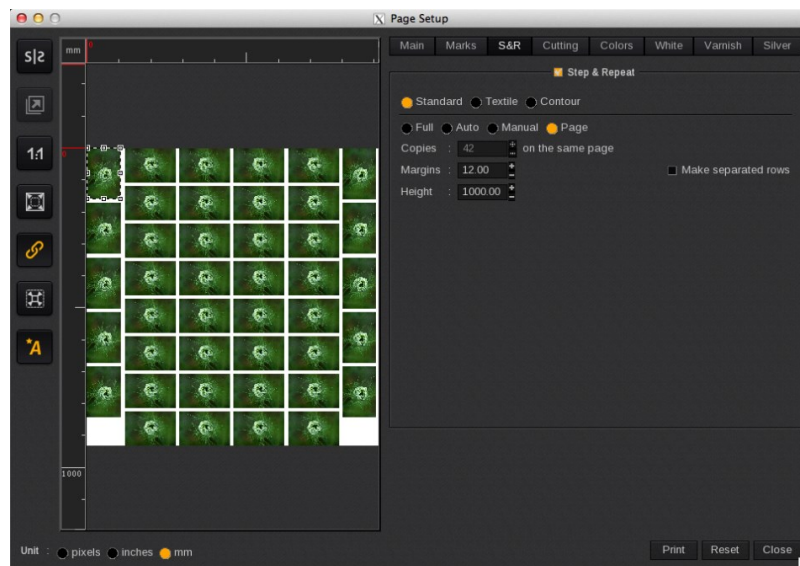 Page Setup
Main Marks S&R Cutting Colors White Varnish Silver
Step & Repeat
Standard Textile Contour
Full Auto Manual Page
Copies : 42 on the same page
Margins : 12.00 Make separated rows
Height : 1000.00
S|S
mm 0
1:1
0
*A
1000
Unit : pixels inches mm
Print Reset Close